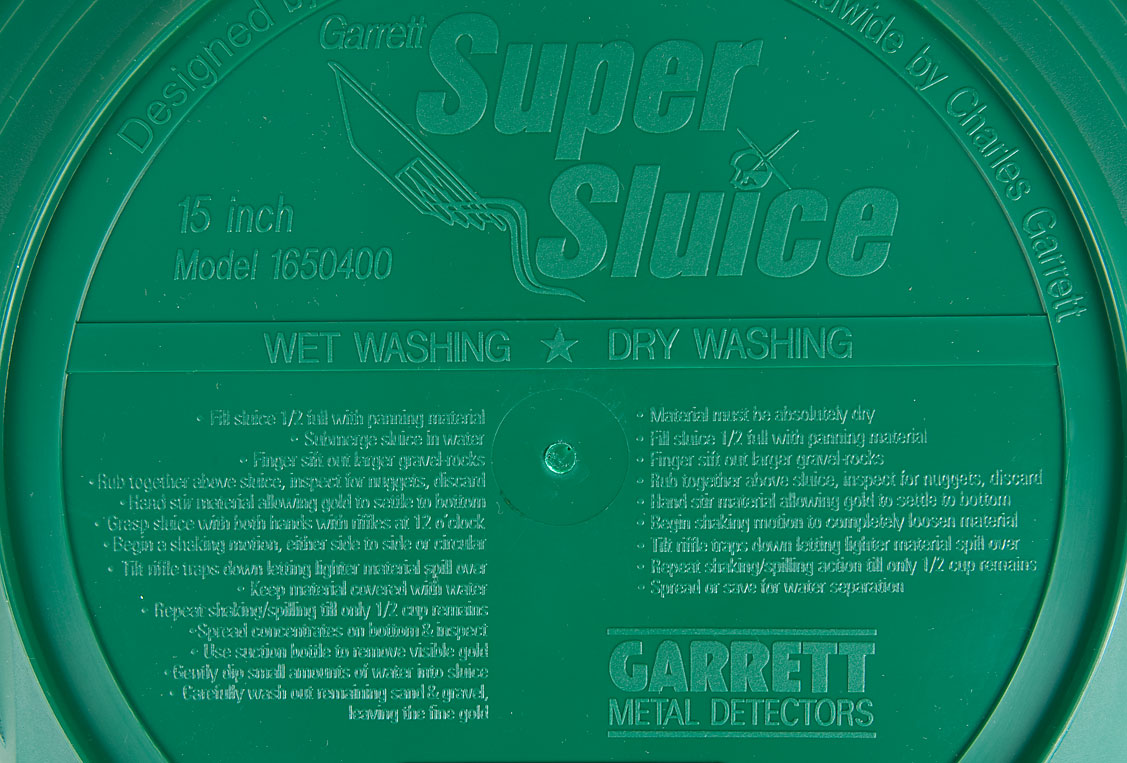 Designed by
dwide by Charles Garrett
Garrett
Super
Sluice
15 inch
Model 1650400
WET WASHING ★ DRY WASHING
• Fill sluice 1/2 full with panning material
• Submerge sluice in water
• Finger sift out larger gravel-rocks
• Rub together above sluice, inspect for nuggets, discard
• Hand stir material allowing gold to settle to bottom
• Grasp sluice with both hands with riffles at 12 o'clock
• Begin a shaking motion, either side to side or circular
• Tilt riffle traps down letting lighter material spill over
• Keep material covered with water
• Repeat shaking/spilling till only 1/2 cup remains
• Spread concentrates on bottom & inspect
• Use suction bottle to remove visible gold
• Gently dip small amounts of water into sluice
• Carefully wash out remaining sand & gravel,
leaving the fine gold
• Material must be absolutely dry
• Fill sluice 1/2 full with panning material
• Finger sift out larger gravel-rocks
• Rub together above sluice, inspect for nuggets, discard
• Hand stir material allowing gold to settle to bottom
• Begin shaking motion to completely loosen material
• Tilt riffle traps down letting lighter material spill over
• Repeat shaking/spilling action till only 1/2 cup remains
• Spread or save for water separation
GARRETT
METAL DETECTORS